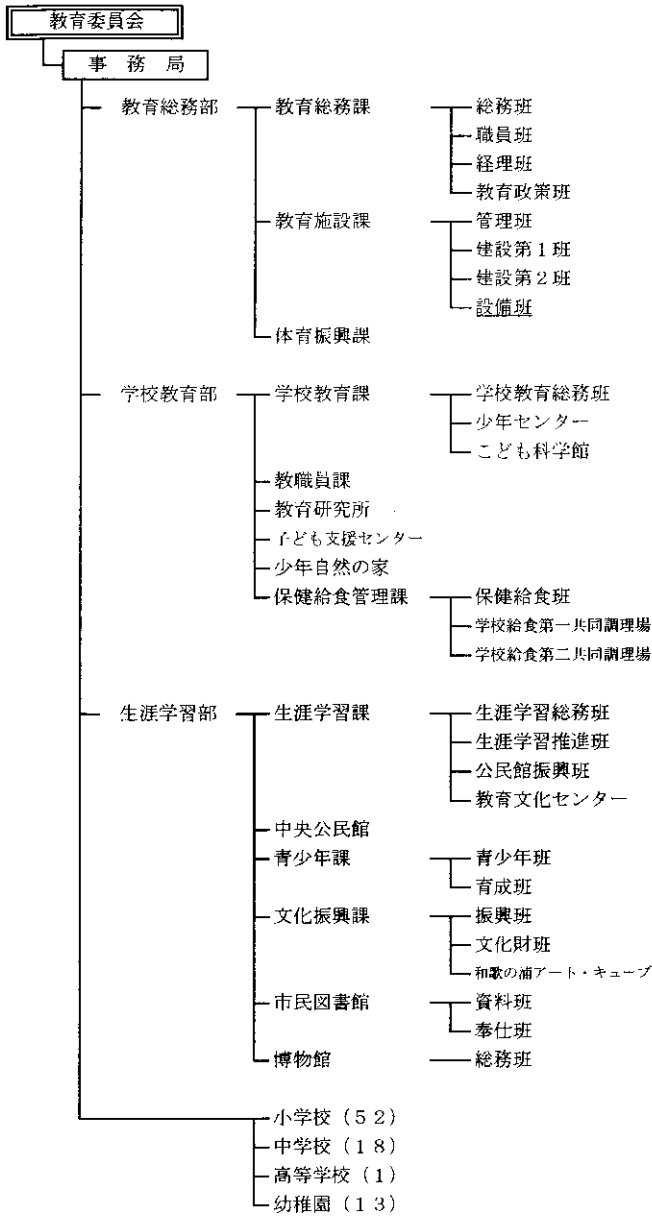 教育委員会
事務局
教育総務部 教育総務課 総務班
職員班
経理班
教育政策班
教育施設課 管理班
建設第1班
建設第2班
設備班
体育振興課
学校教育部 学校教育課 学校教育総務班
少年センター
こども科学館
教職員課
教育研究所
子ども支援センター
少年自然の家
保健給食管理課 保健給食班
学校給食第一共同調理場
学校給食第二共同調理場
生涯学習部 生涯学習課 生涯学習総務班
生涯学習推進班
公民館振興班
教育文化センター
中央公民館
青少年課 青少年班
育成班
文化振興課 振興班
文化財班
和歌の浦アート・キューブ
市民図書館 資料班
奉仕班
博物館 総務班
小学校（52）
中学校（18）
高等学校（1）
幼稚園（13）